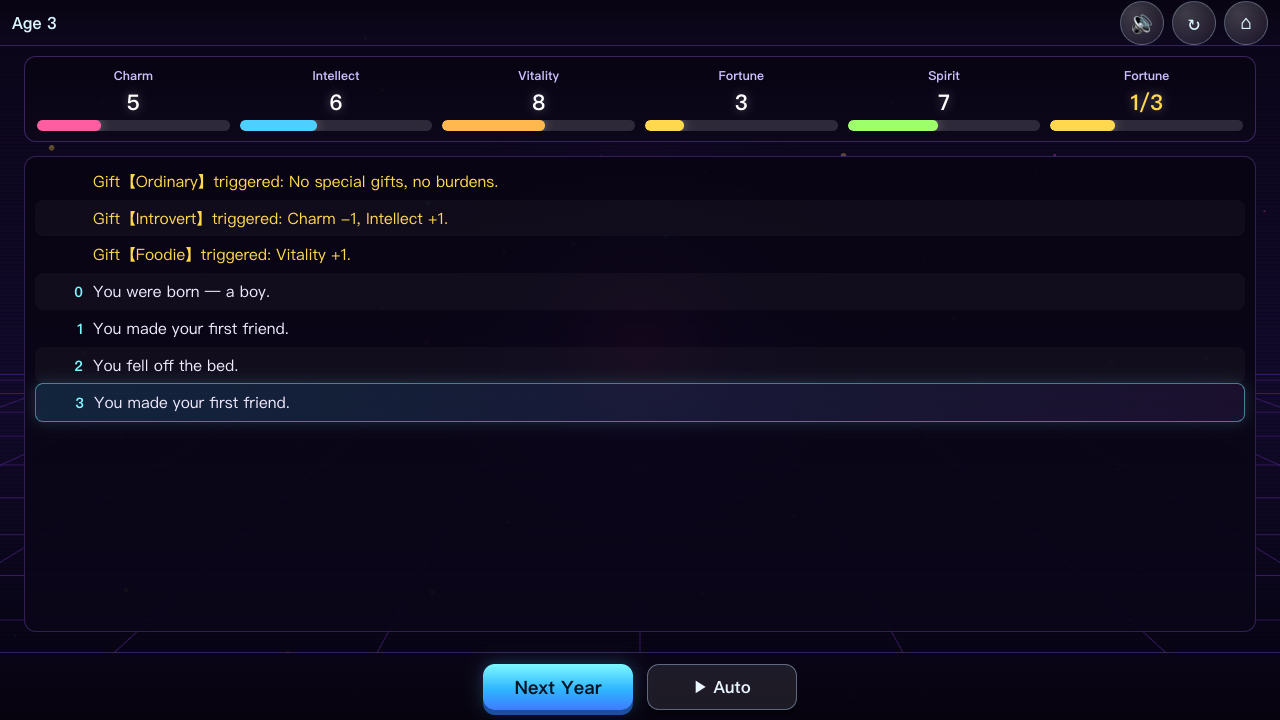 Age 3
Charm
Intellect
Vitality
Fortune
Spirit
Fortune
5
6
8
3
7
1/3
Gift【Ordinary】triggered: No special gifts, no burdens.
Gift【Introvert】triggered: Charm −1, Intellect +1.
Gift【Foodie】triggered: Vitality +1.
0 You were born — a boy.
1 You made your first friend.
2 You fell off the bed.
3 You made your first friend.
Next Year
▶ Auto